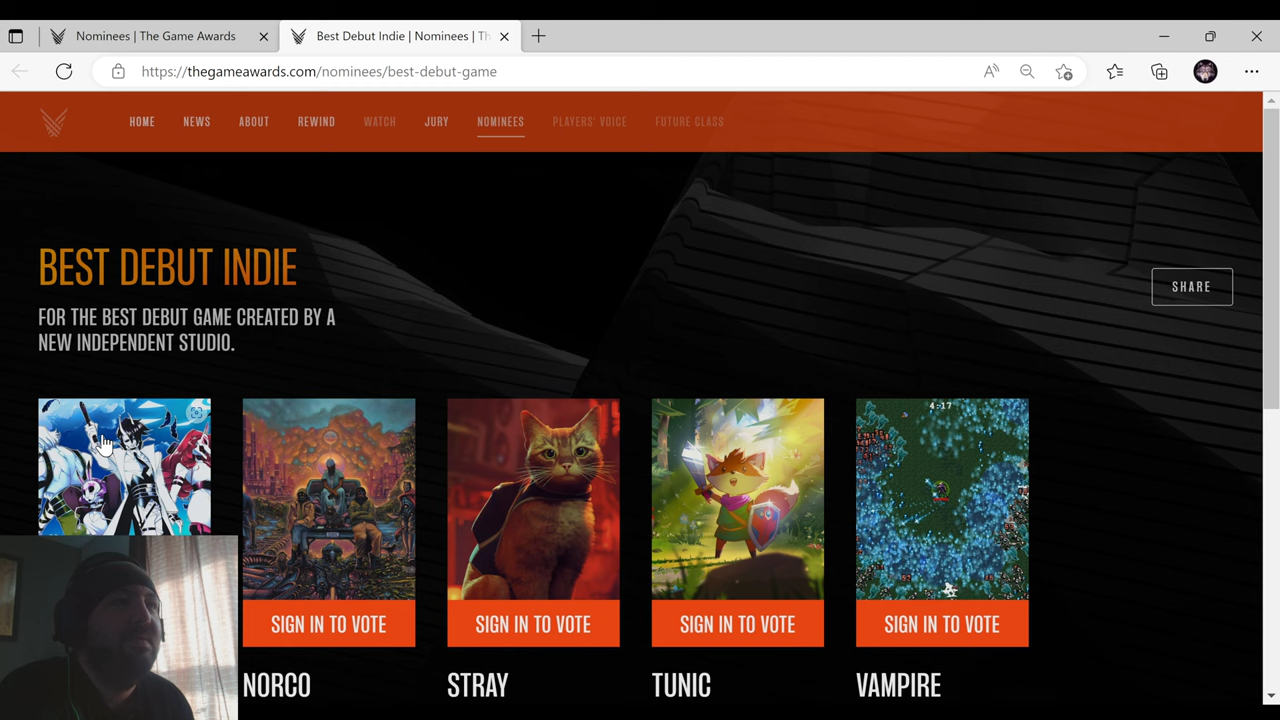 Nominees | The Game Awards
Best Debut Indie | Nominees | Th
https://thegameawards.com/nominees/best-debut-game
HOME NEWS ABOUT REWIND WATCH JURY NOMINEES PLAYERS' VOICE FUTURE CLASS
BEST DEBUT INDIE
SHARE
FOR THE BEST DEBUT GAME CREATED BY A
NEW INDEPENDENT STUDIO.
4:17
SIGN IN TO VOTE SIGN IN TO VOTE SIGN IN TO VOTE SIGN IN TO VOTE
NORCO STRAY TUNIC VAMPIRE